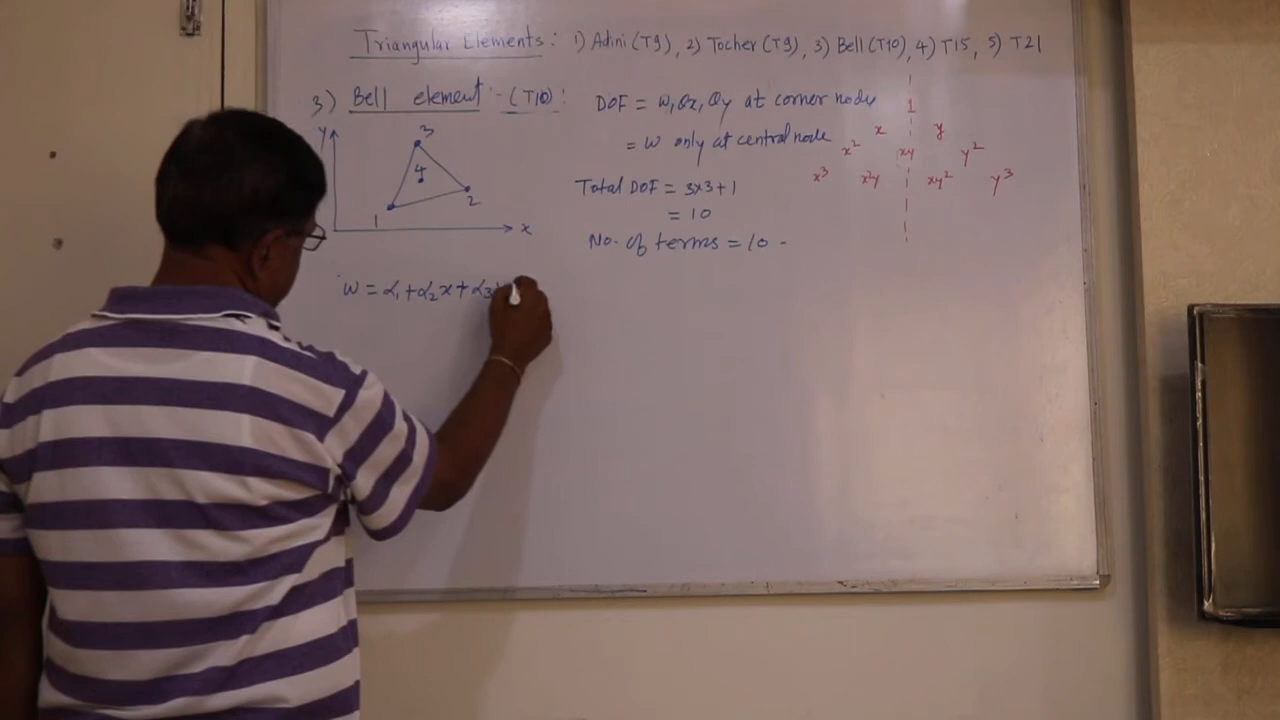 Triangular Elements: 1) Adini (T9), 2) Tocher (T9), 3) Bell (T10), 4) T15, 5) T21
3) Bell element - (T10):
DOF = w, θx, θy at corner node
= w only at central node
Total DOF = 3x3+1
= 10
No. of terms = 10 -
y
3
4
1
2
x
w = α₁ + α₂x + α₃
1
x y
x² xy y²
x³ x²y xy² y³